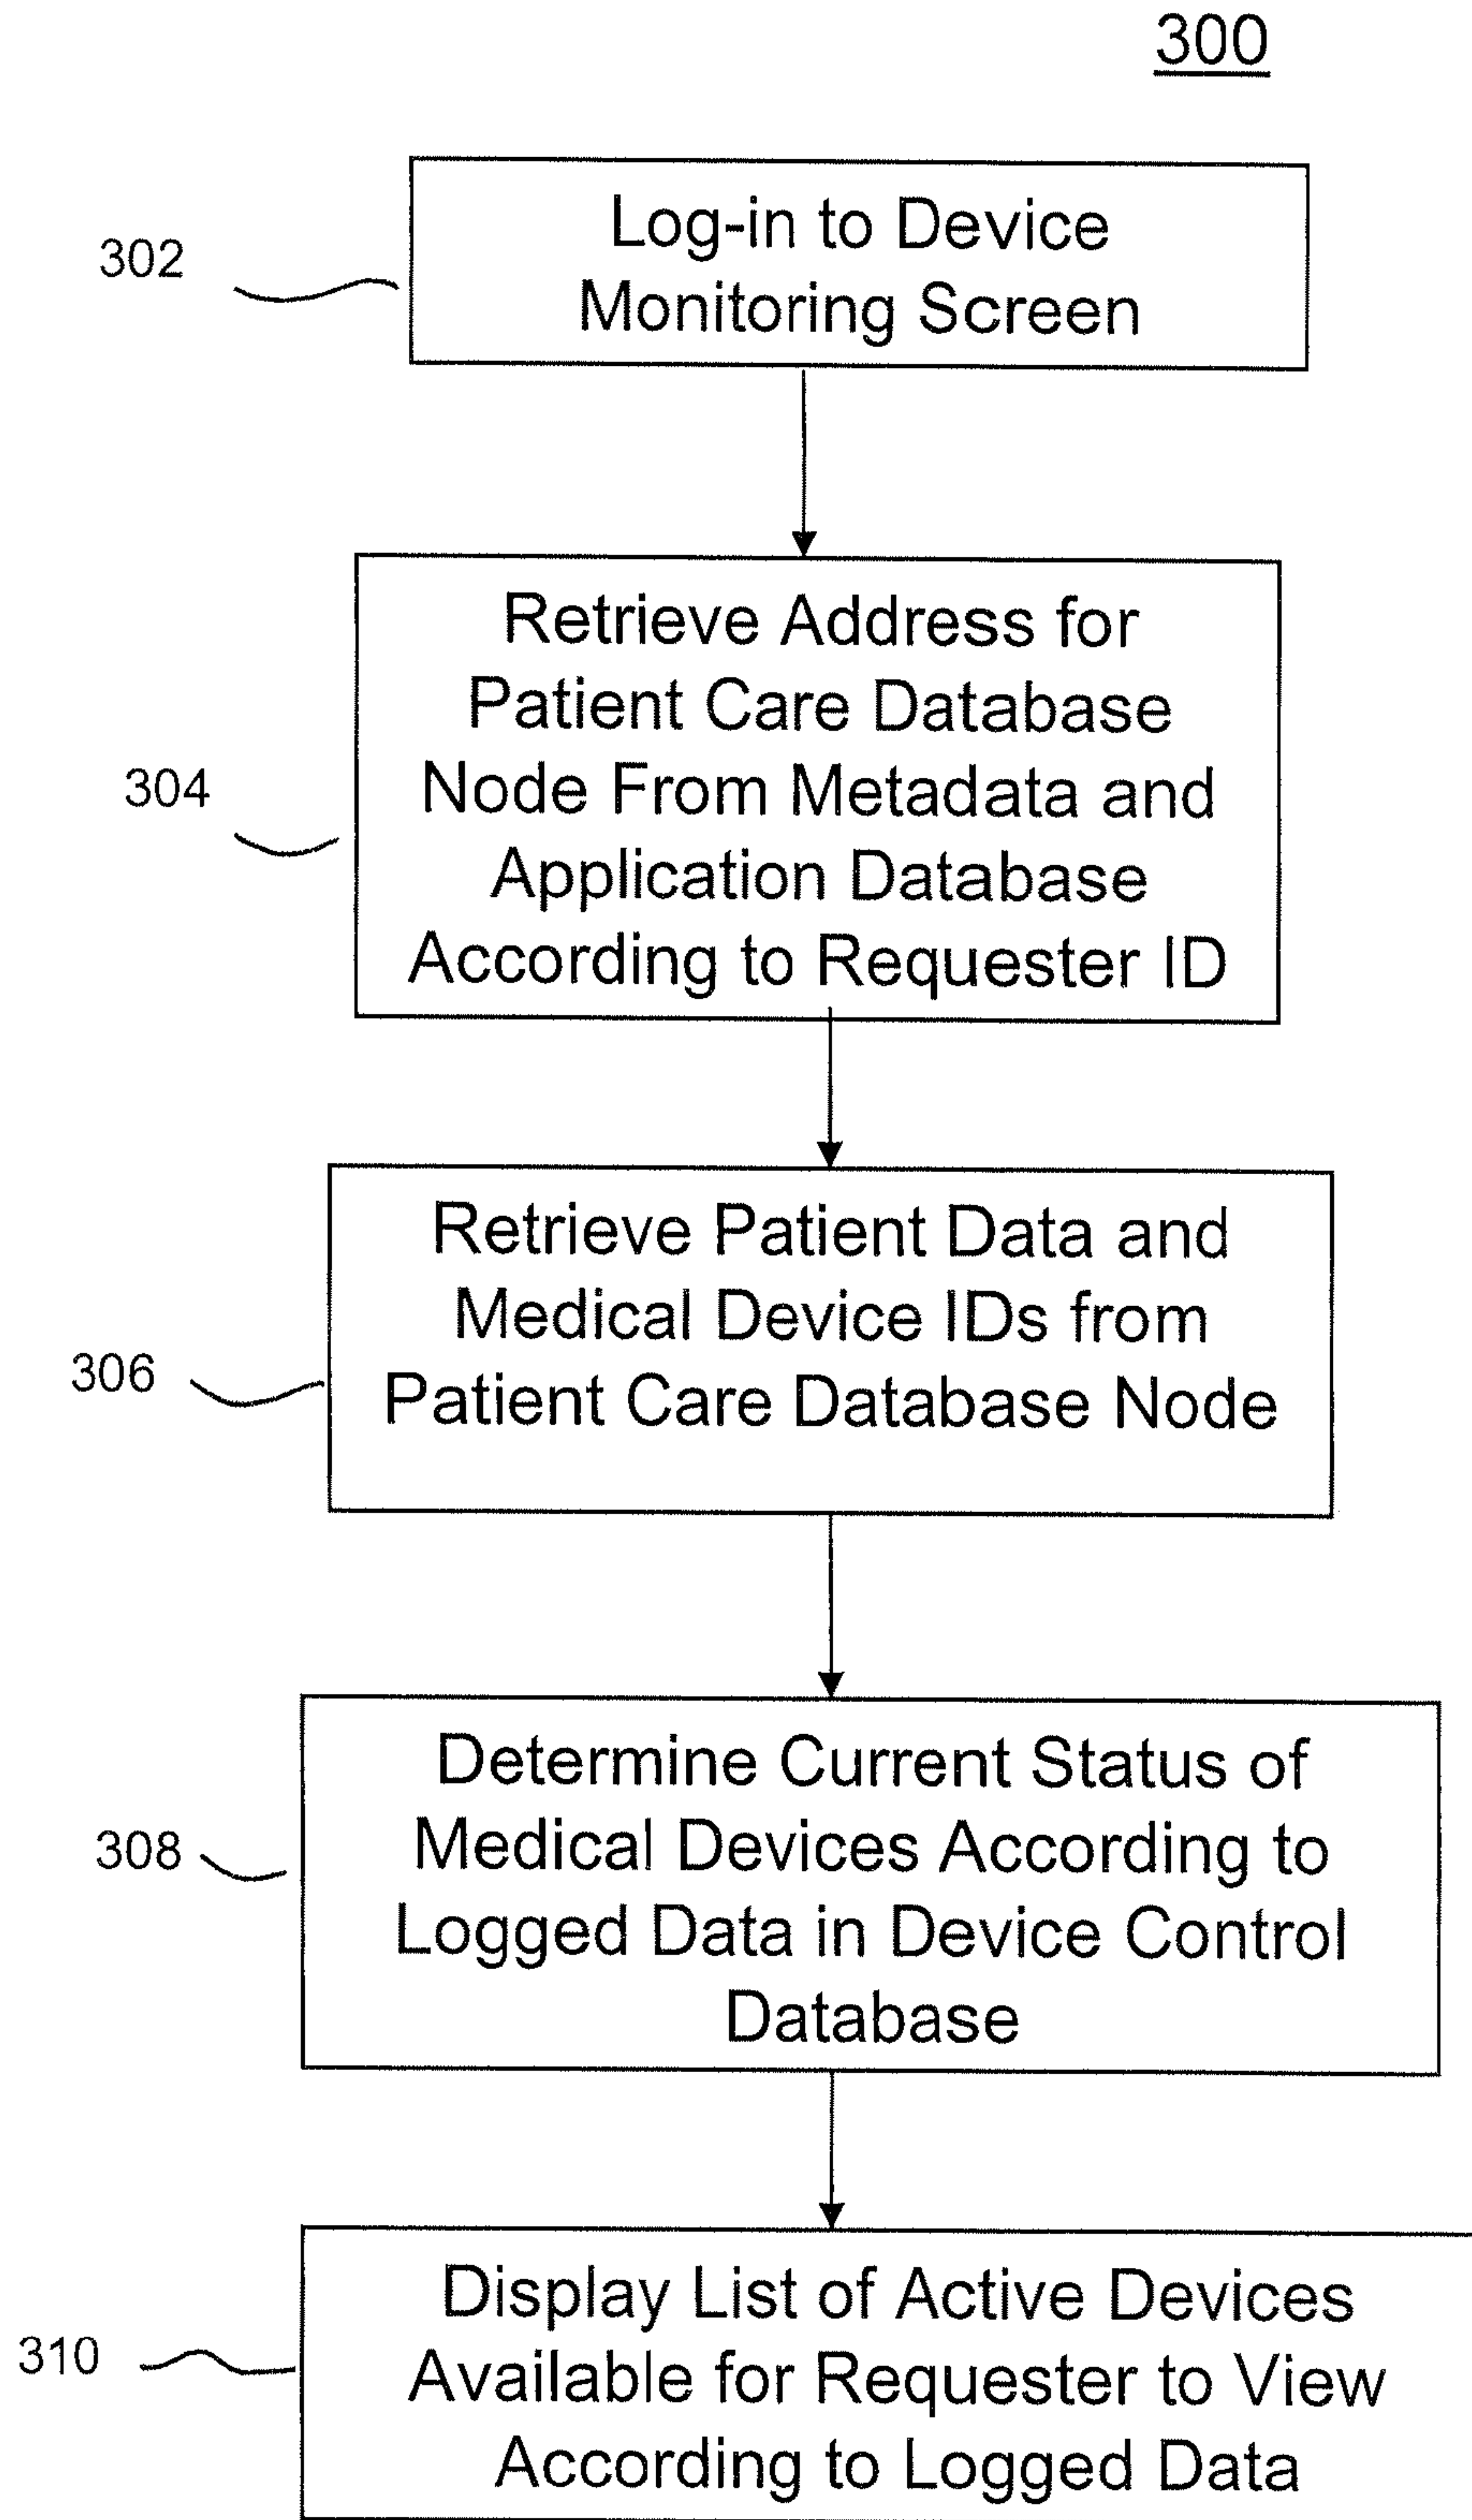 300
302
Log-in to Device
Monitoring Screen
304
Retrieve Address for
Patient Care Database
Node From Metadata and
Application Database
According to Requester ID
306
Retrieve Patient Data and
Medical Device IDs from
Patient Care Database Node
308
Determine Current Status of
Medical Devices According to
Logged Data in Device Control
Database
310
Display List of Active Devices
Available for Requester to View
According to Logged Data